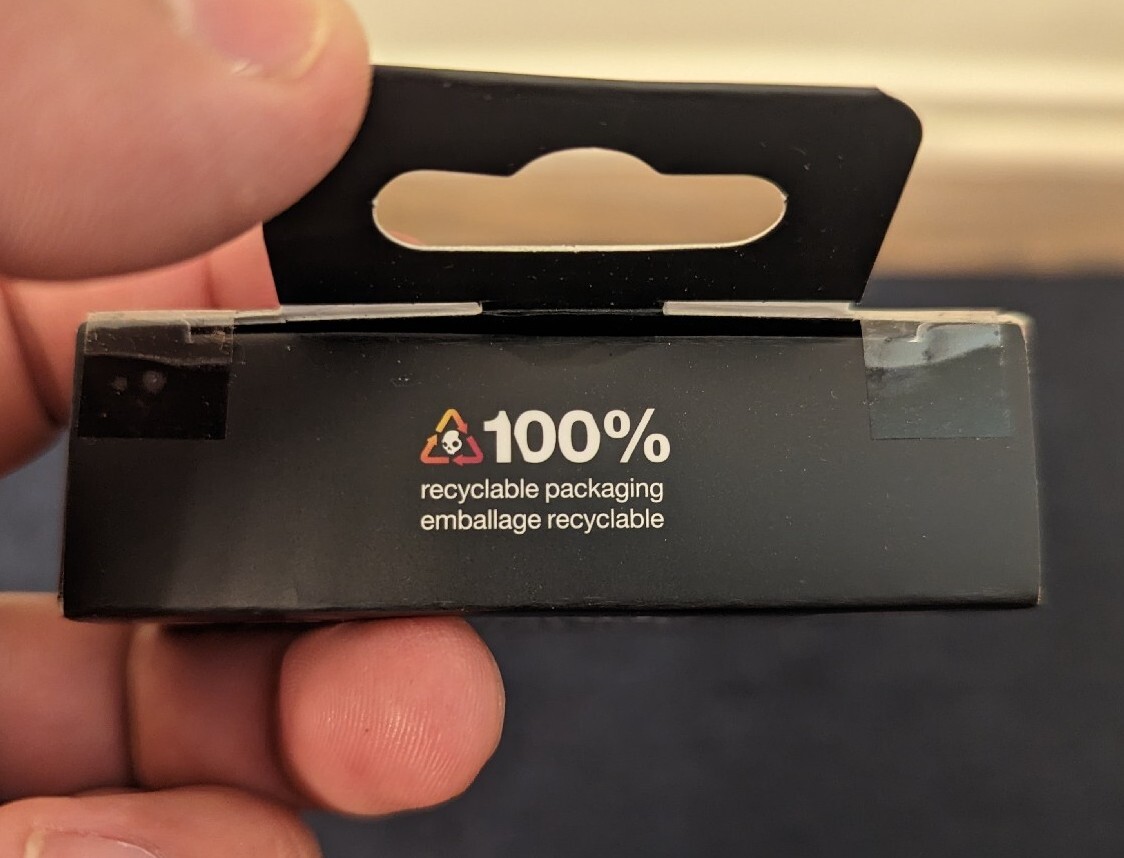 100%
recyclable packaging
emballage recyclable